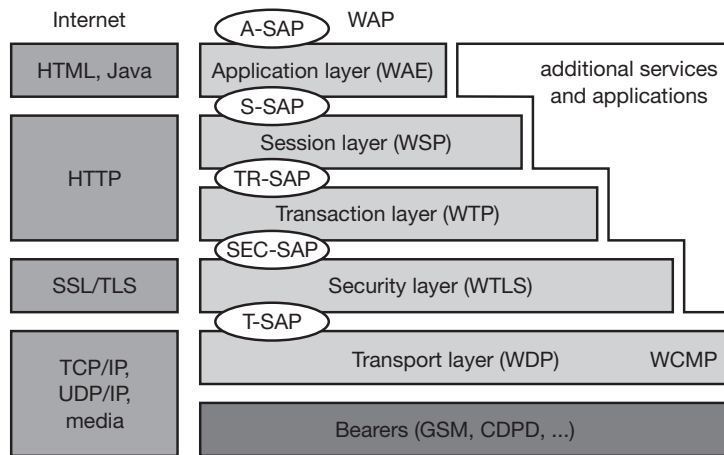 Internet
WAP
A-SAP
HTML, Java
Application layer (WAE)
additional services
and applications
S-SAP
HTTP
Session layer (WSP)
TR-SAP
Transaction layer (WTP)
SEC-SAP
SSL/TLS
Security layer (WTLS)
T-SAP
TCP/IP,
UDP/IP,
media
Transport layer (WDP)
WCMP
Bearers (GSM, CDPD, ...)